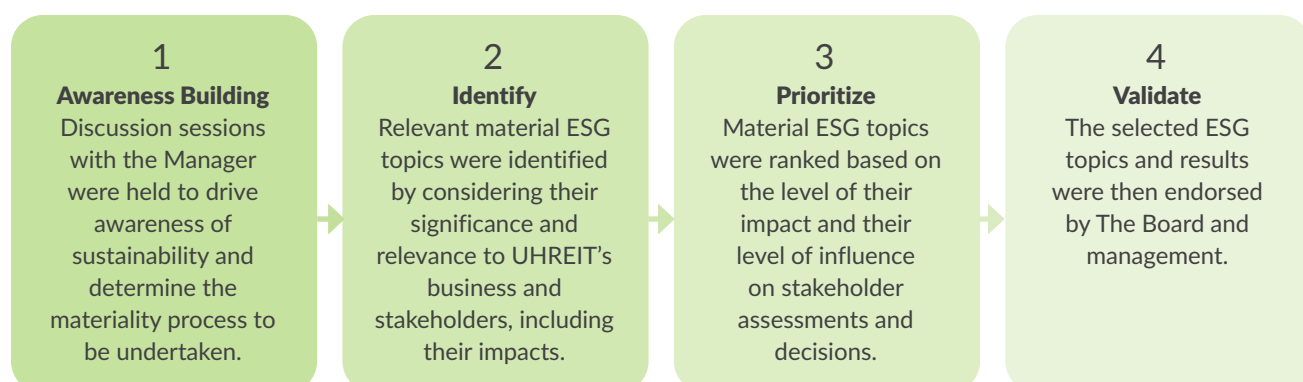 1
Awareness Building
Discussion sessions
with the Manager
were held to drive
awareness of
sustainability and
determine the
materiality process to
be undertaken.
2
Identify
Relevant material ESG
topics were identified
by considering their
significance and
relevance to UHREIT’s
business and
stakeholders, including
their impacts.
3
Prioritize
Material ESG topics
were ranked based on
the level of their
impact and their
level of influence
on stakeholder
assessments and
decisions.
4
Validate
The selected ESG
topics and results
were then endorsed
by The Board and
management.